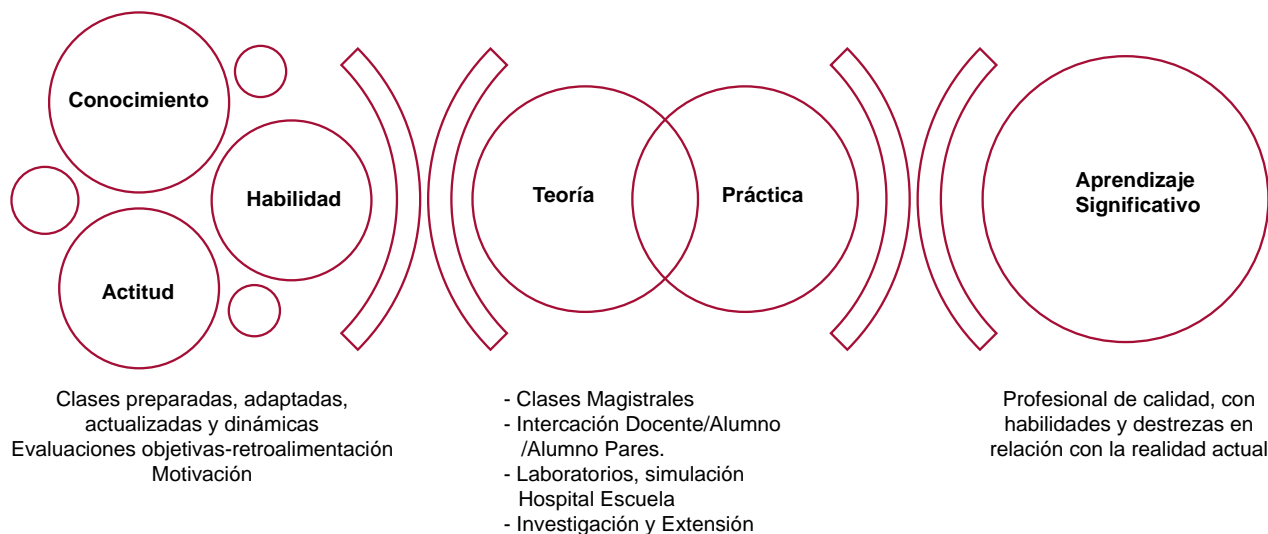 Conocimiento
Habilidad
Actitud
Clases preparadas, adaptadas,
actualizadas y dinámicas
Evaluaciones objetivas-retroalimentación
Motivación
Teoría
Práctica
- Clases Magistrales
- Intercación Docente/Alumno
/Alumno Pares.
- Laboratorios, simulación
Hospital Escuela
- Investigación y Extensión
Aprendizaje
Significativo
Profesional de calidad, con
habilidades y destrezas en
relación con la realidad actual